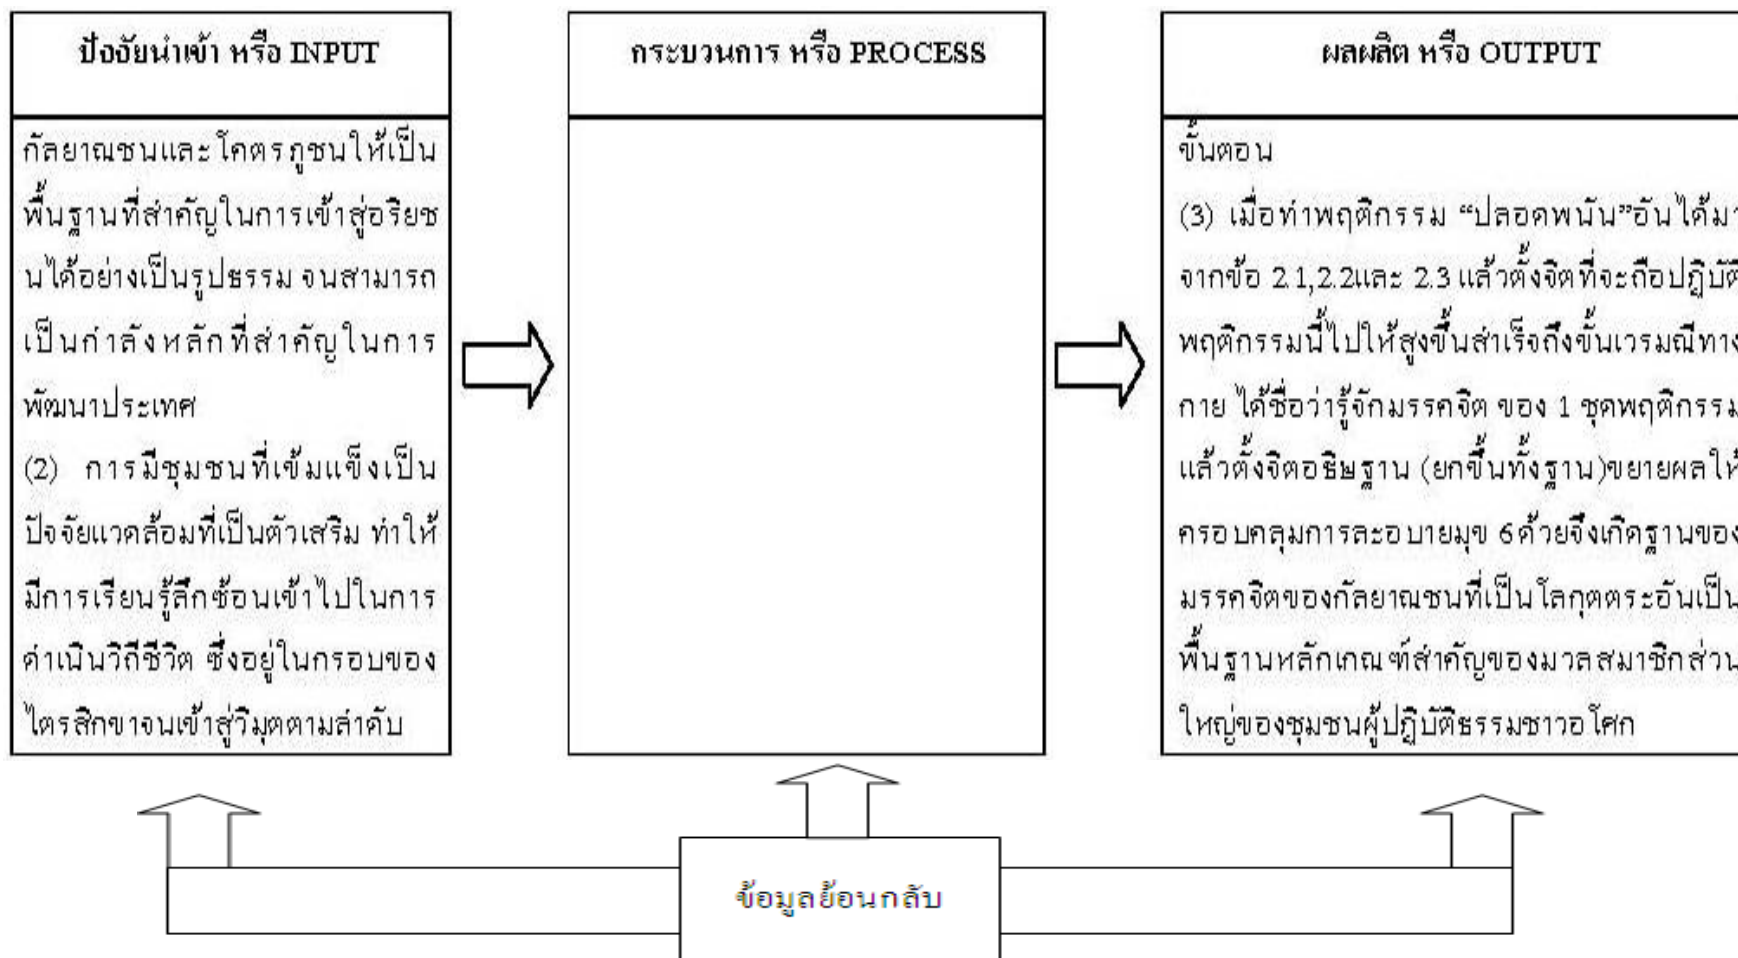 ปัจจัยนำเข้า หรือ INPUT
กัลยาณชนและโคตรภูชนให้เป็น
พื้นฐานที่สำคัญในการเข้าสู่อริยช
นได้อย่างเป็นรูปธรรม จนสามารถ
เป็นกำลังหลักที่สำคัญในการ
พัฒนาประเทศ
(2) การมีชุมชนที่เข้มแข็งเป็น
ปัจจัยแวดล้อมที่เป็นตัวเสริม ทำให้
มีการเรียนรู้ลึกซ้อนเข้าไปในการ
ดำเนินวิถีชีวิต ซึ่งอยู่ในกรอบของ
ไตรสิกขาจนเข้าสู่วิมุตตามลำดับ
กระบวนการ หรือ PROCESS
ผลผลิต หรือ OUTPUT
ขั้นตอน
(3) เมื่อทำพฤติกรรม “ปลอดพนัน”อันได้มา
จากข้อ 2.1,2.2และ 2.3 แล้วตั้งจิตที่จะถือปฏิบัติ
พฤติกรรมนี้ไปให้สูงขึ้นสำเร็จถึงขั้นเวรมณีทาง
กาย ได้ชื่อว่ารู้จักมรรคจิต ของ 1 ชุดพฤติกรรม
แล้วตั้งจิตอธิษฐาน (ยกขึ้นทั้งฐาน)ขยายผลให้
ครอบคลุมการละอบายมุข 6ด้วยจึงเกิดฐานของ
มรรคจิตของกัลยาณชนที่เป็นโลกุตตระอันเป็น
พื้นฐานหลักเกณฑ์สำคัญของมวลสมาชิกส่วน
ใหญ่ของชุมชนผู้ปฏิบัติธรรมชาวอโศก
ข้อมูลย้อนกลับ